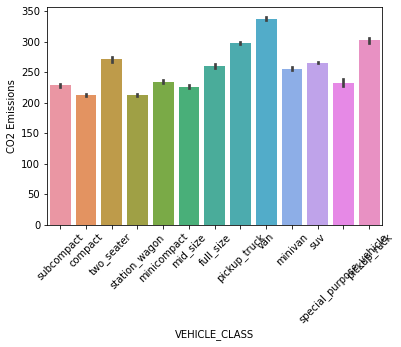 350
300
250
200
150
100
50
0
CO2 Emissions
subcompact
compact
two_seater
station_wagon
minicompact
mid_size
full_size
pickup_truck
van
minivan
suv
special_purpose_vehicle
pickup_ruck
VEHICLE_CLASS